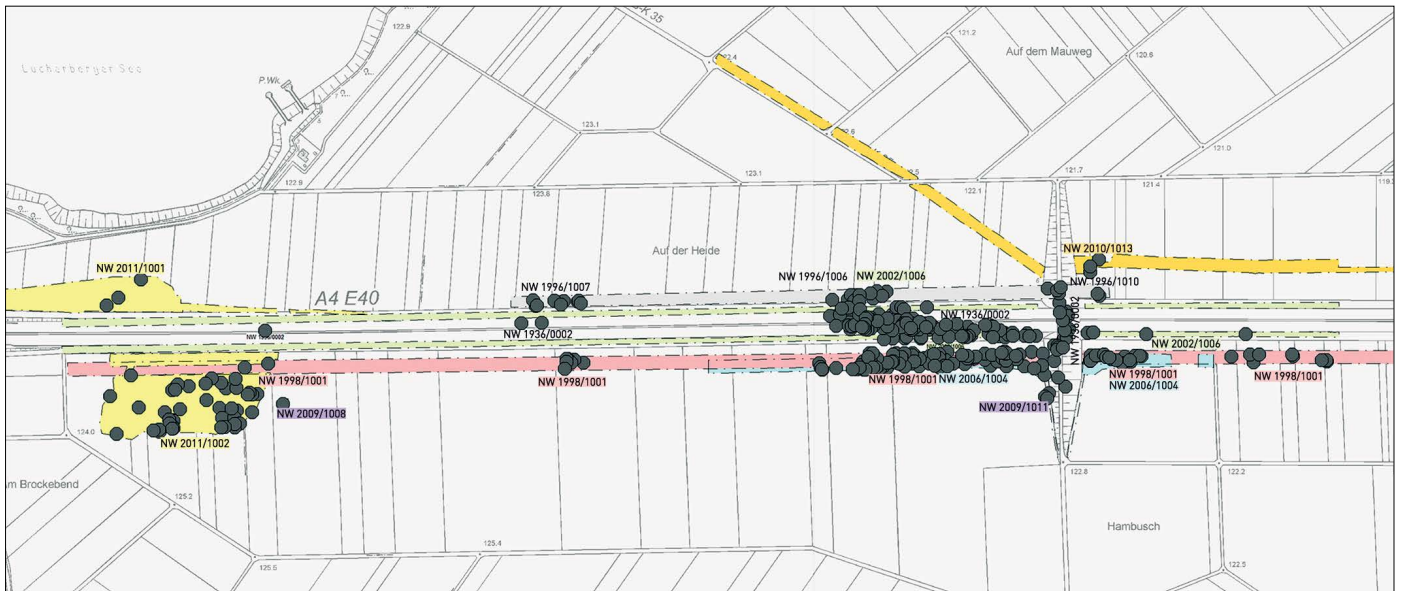 122.9
K 35
121.2
Auf dem Mauweg
120.6
Lucherberger See
P.Wk.
123.1
121.0
122.9
123.8
123.1
122.1
121.7
121.4
Auf der Heide
NW 2010/1013
NW 2011/1001
NW 1996/1007
NW 1996/1006
NW 2002/1006
NW 1996/1010
A4 E40
NW 1936/0002
NW 1936/0002
NW 1936/0002
NW 1936/0002
NW 2002/1006
NW 1998/1001
NW 1998/1001
NW 1998/1001
NW 2006/1004
NW 1998/1001
NW 2006/1004
NW 1998/1001
NW 2009/1008
NW 2009/1011
NW 2011/1002
124.0
122.8
122.2
m Brockebend
125.2
Hambusch
125.4
125.5
122.5